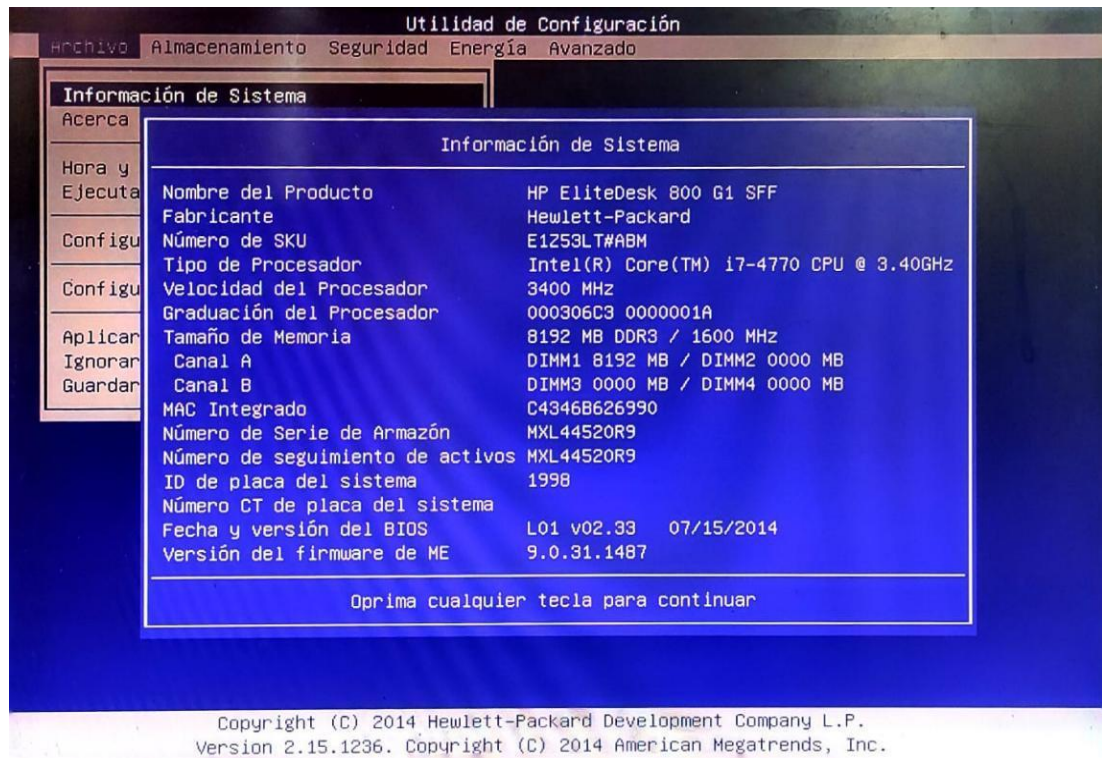 Utilidad de Configuración
Archivo Almacenamiento Seguridad Energía Avanzado
Información de Sistema
Acerca
Hora y
Ejecuta
Configu
Configu
Aplicar
Ignorar
Guardar
Información de Sistema
Nombre del Producto HP EliteDesk 800 G1 SFF
Fabricante Hewlett-Packard
Número de SKU E1Z53LT#ABM
Tipo de Procesador Intel(R) Core(TM) i7-4770 CPU @ 3.40GHz
Velocidad del Procesador 3400 MHz
Graduación del Procesador 000306C3 0000001A
Tamaño de Memoria 8192 MB DDR3 / 1600 MHz
Canal A DIMM1 8192 MB / DIMM2 0000 MB
Canal B DIMM3 0000 MB / DIMM4 0000 MB
MAC Integrado C4346B626990
Número de Serie de Armazón MXL44520R9
Número de seguimiento de activos MXL44520R9
ID de placa del sistema 1998
Número CT de placa del sistema
Fecha y versión del BIOS L01 v02.33 07/15/2014
Versión del firmware de ME 9.0.31.1487
Oprima cualquier tecla para continuar
Copyright (C) 2014 Hewlett-Packard Development Company L.P.
Version 2.15.1236. Copyright (C) 2014 American Megatrends, Inc.